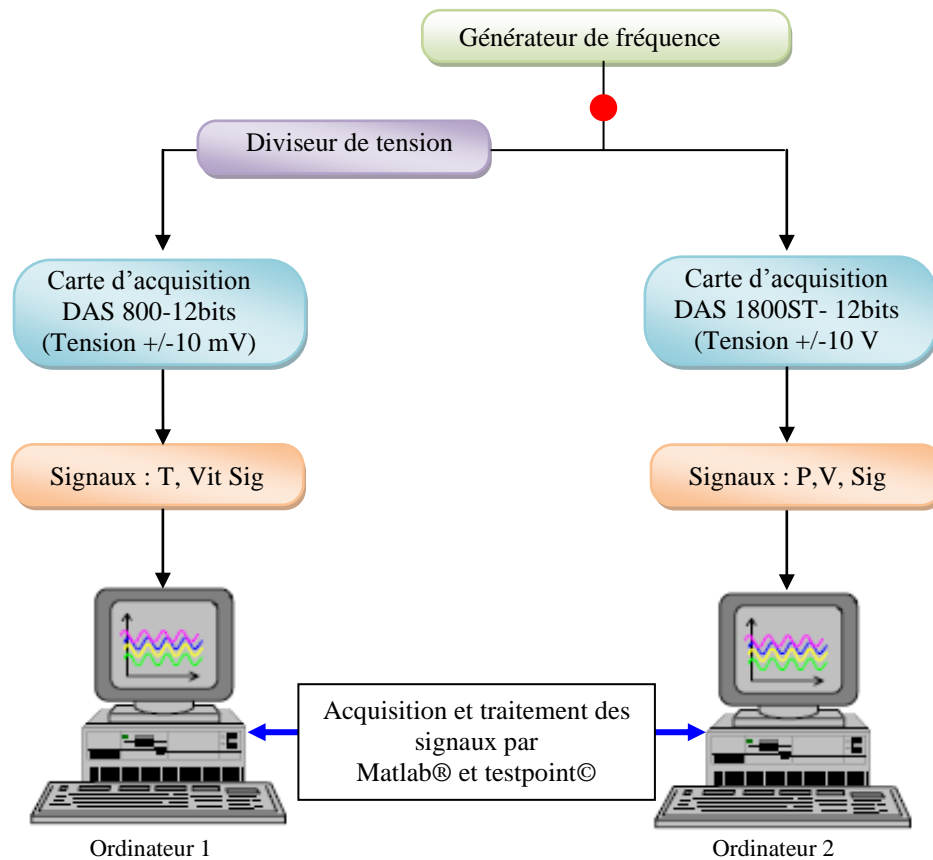 Générateur de fréquence
Diviseur de tension
Carte d’acquisition
DAS 800-12bits
(Tension +/-10 mV)
Carte d’acquisition
DAS 1800ST- 12bits
(Tension +/-10 V
Signaux : T, Vit Sig
Signaux : P,V, Sig
Acquisition et traitement des
signaux par
Matlab® et testpoint©
Ordinateur 1
Ordinateur 2